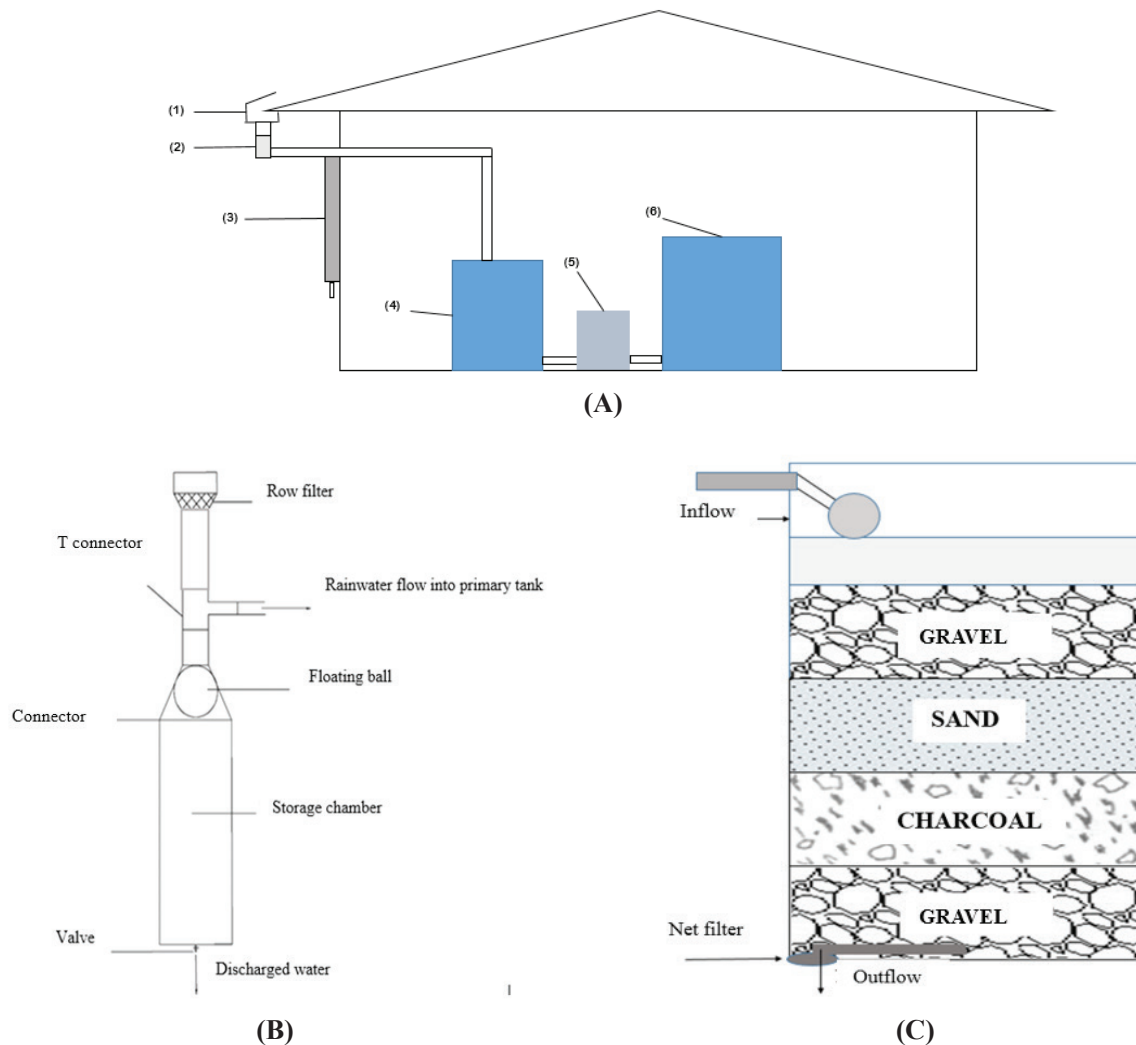 (1)
(2)
(3)
(4)
(5)
(6)
(A)
Row filter
T connector
Rainwater flow into primary tank
Floating ball
Connector
Storage chamber
Valve
Discharged water
(B)
Inflow
GRAVEL
SAND
CHARCOAL
GRAVEL
Net filter
Outflow
(C)